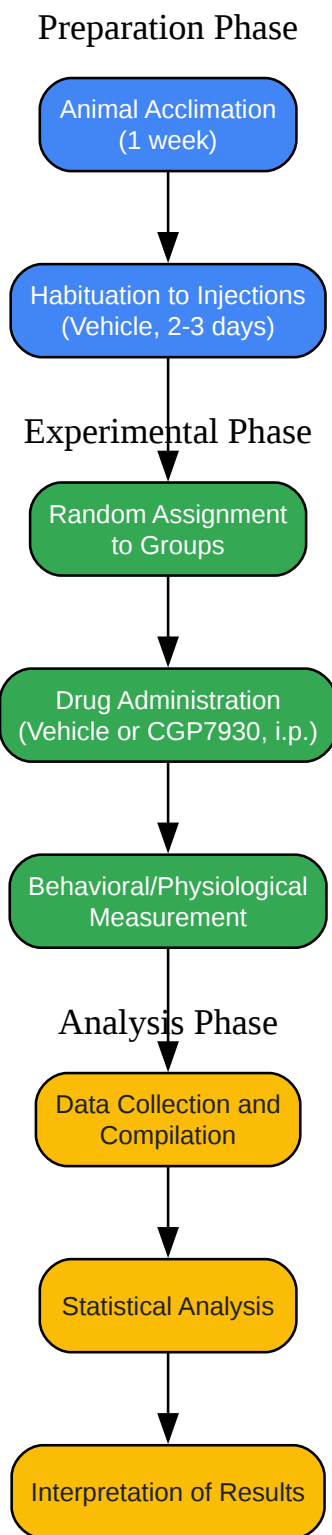 Preparation Phase
Animal Acclimation
(1 week)
Habituation to Injections
(Vehicle, 2-3 days)
Experimental Phase
Random Assignment
to Groups
Drug Administration
(Vehicle or CGP7930, i.p.)
Behavioral/Physiological
Measurement
Analysis Phase
Data Collection and
Compilation
Statistical Analysis
Interpretation of Results